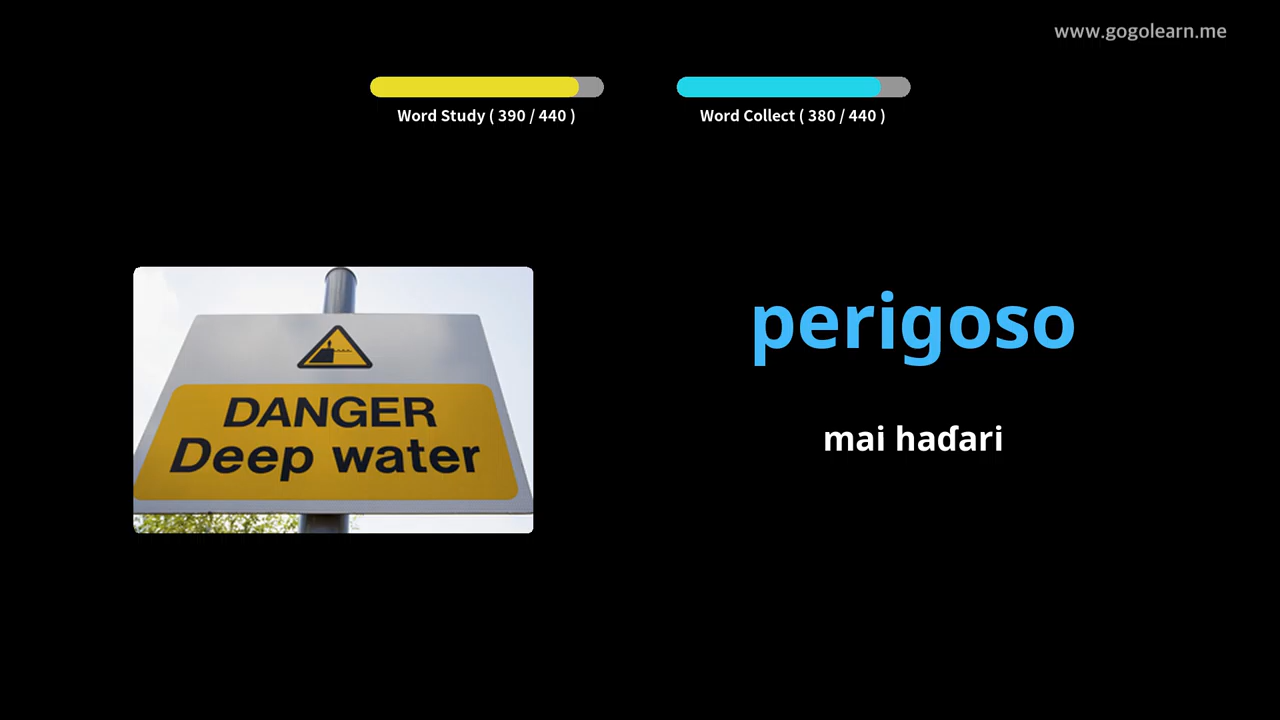 www.gogolearn.me
Word Study ( 390 / 440 )
Word Collect ( 380 / 440 )
DANGER
Deep water
perigoso
mai haɗari